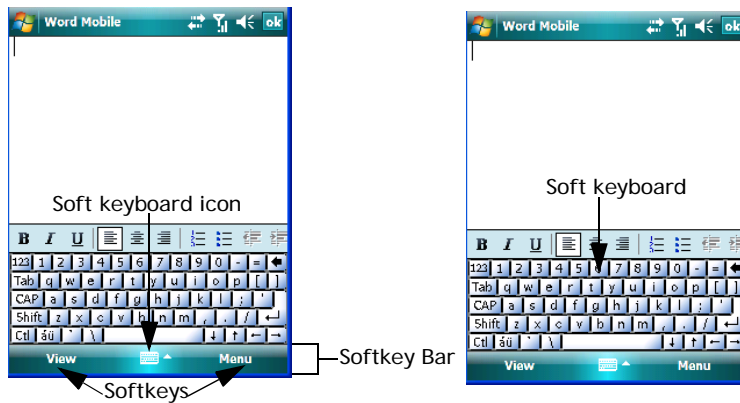 Word Mobile ok
Soft keyboard icon
B I U
123 1 2 3 4 5 6 7 8 9 0 - =
Tab q w e r t y u i o p [ ]
CAP a s d f g h j k l ; '
Shift z x c v b n m , . /
Ctl áü ` \
View Menu
Softkey Bar
Softkeys
Word Mobile ok
Soft keyboard
B I U
123 1 2 3 4 5 6 7 8 9 0 - =
Tab q w e r t y u i o p [ ]
CAP a s d f g h j k l ; '
Shift z x c v b n m , . /
Ctl áü ` \
View Menu